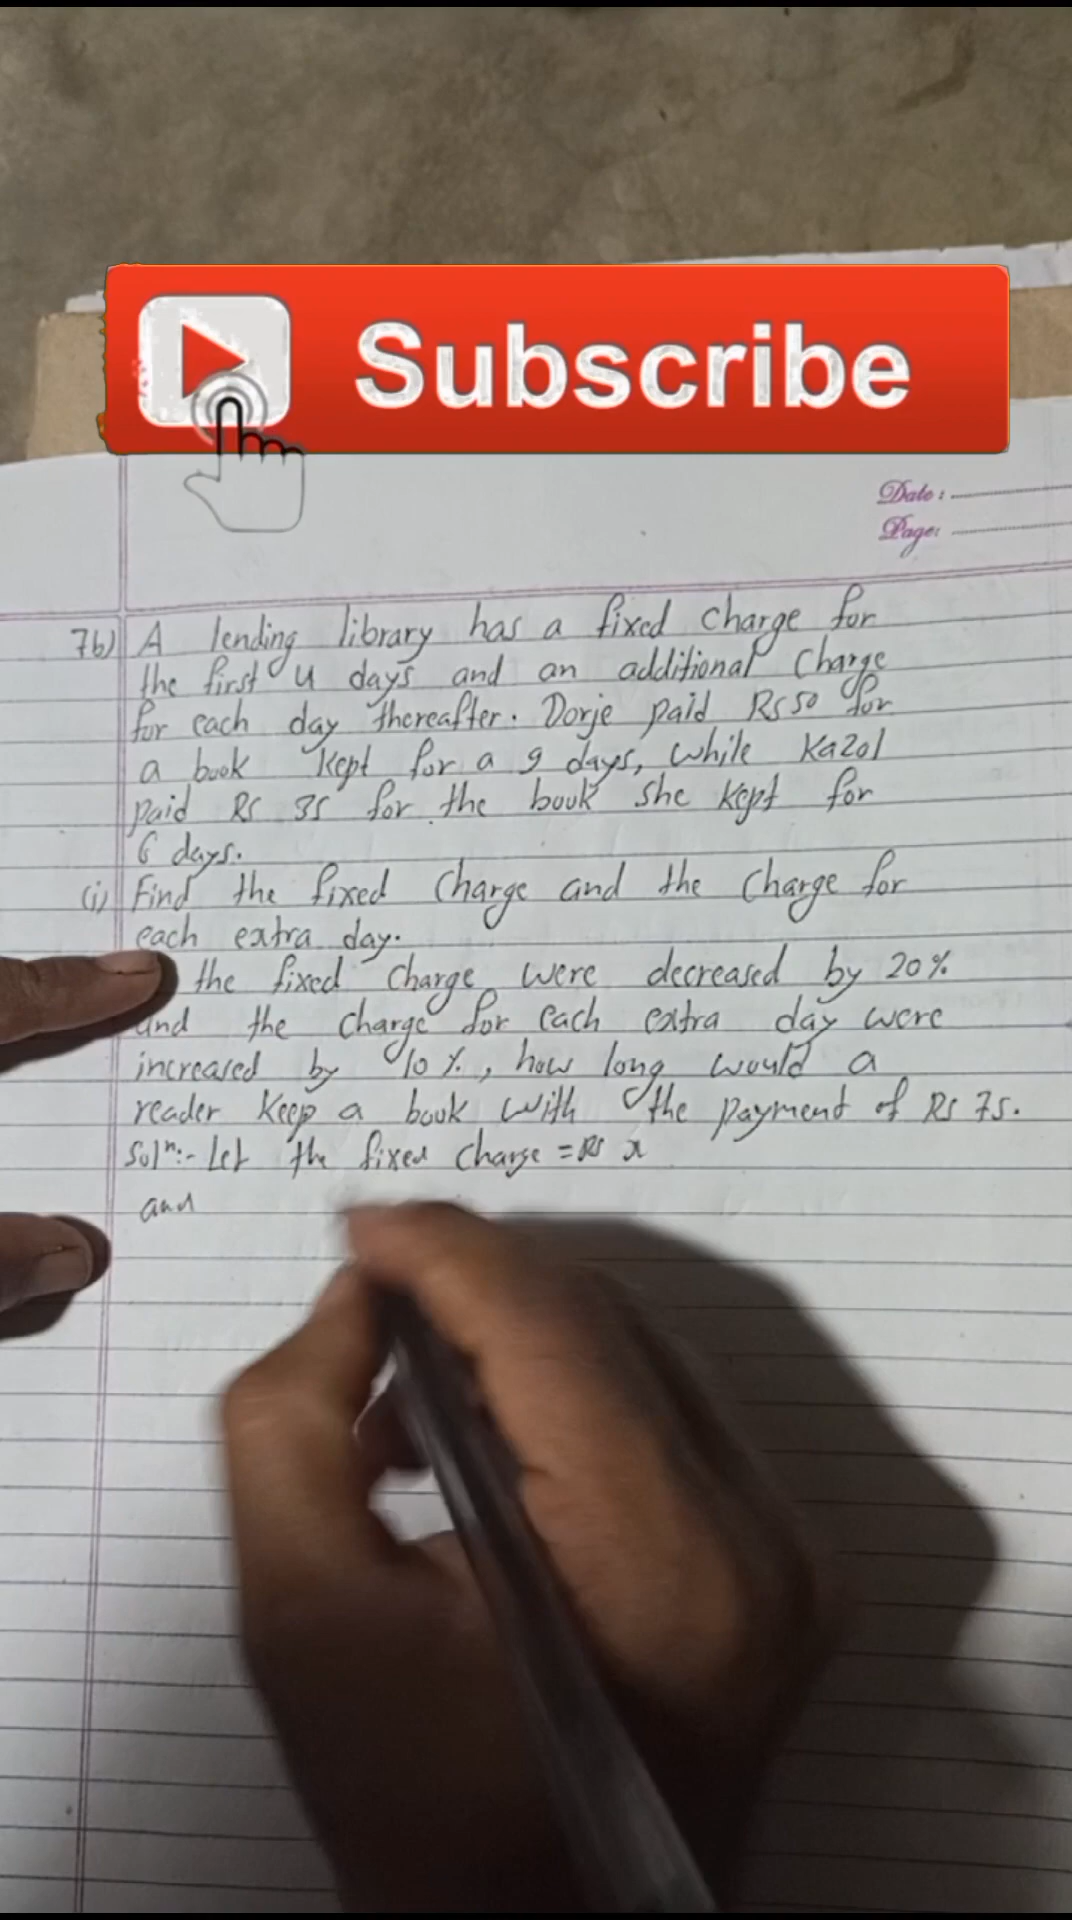 Subscribe
Date:
Page:
7b) A lending library has a fixed charge for
the first 4 days and an additional charge
for each day thereafter. Dorje paid Rs 50 for
a book kept for a 9 days, while Kazol
paid Rs 35 for the book she kept for
6 days.
(i) Find the fixed charge and the charge for
each extra day.
the fixed charge were decreased by 20%
and the charge for each extra day were
increased by 10%, how long would a
reader keep a book with the payment of Rs 75.
Solⁿ:- Let the fixed charge = Rs x
and